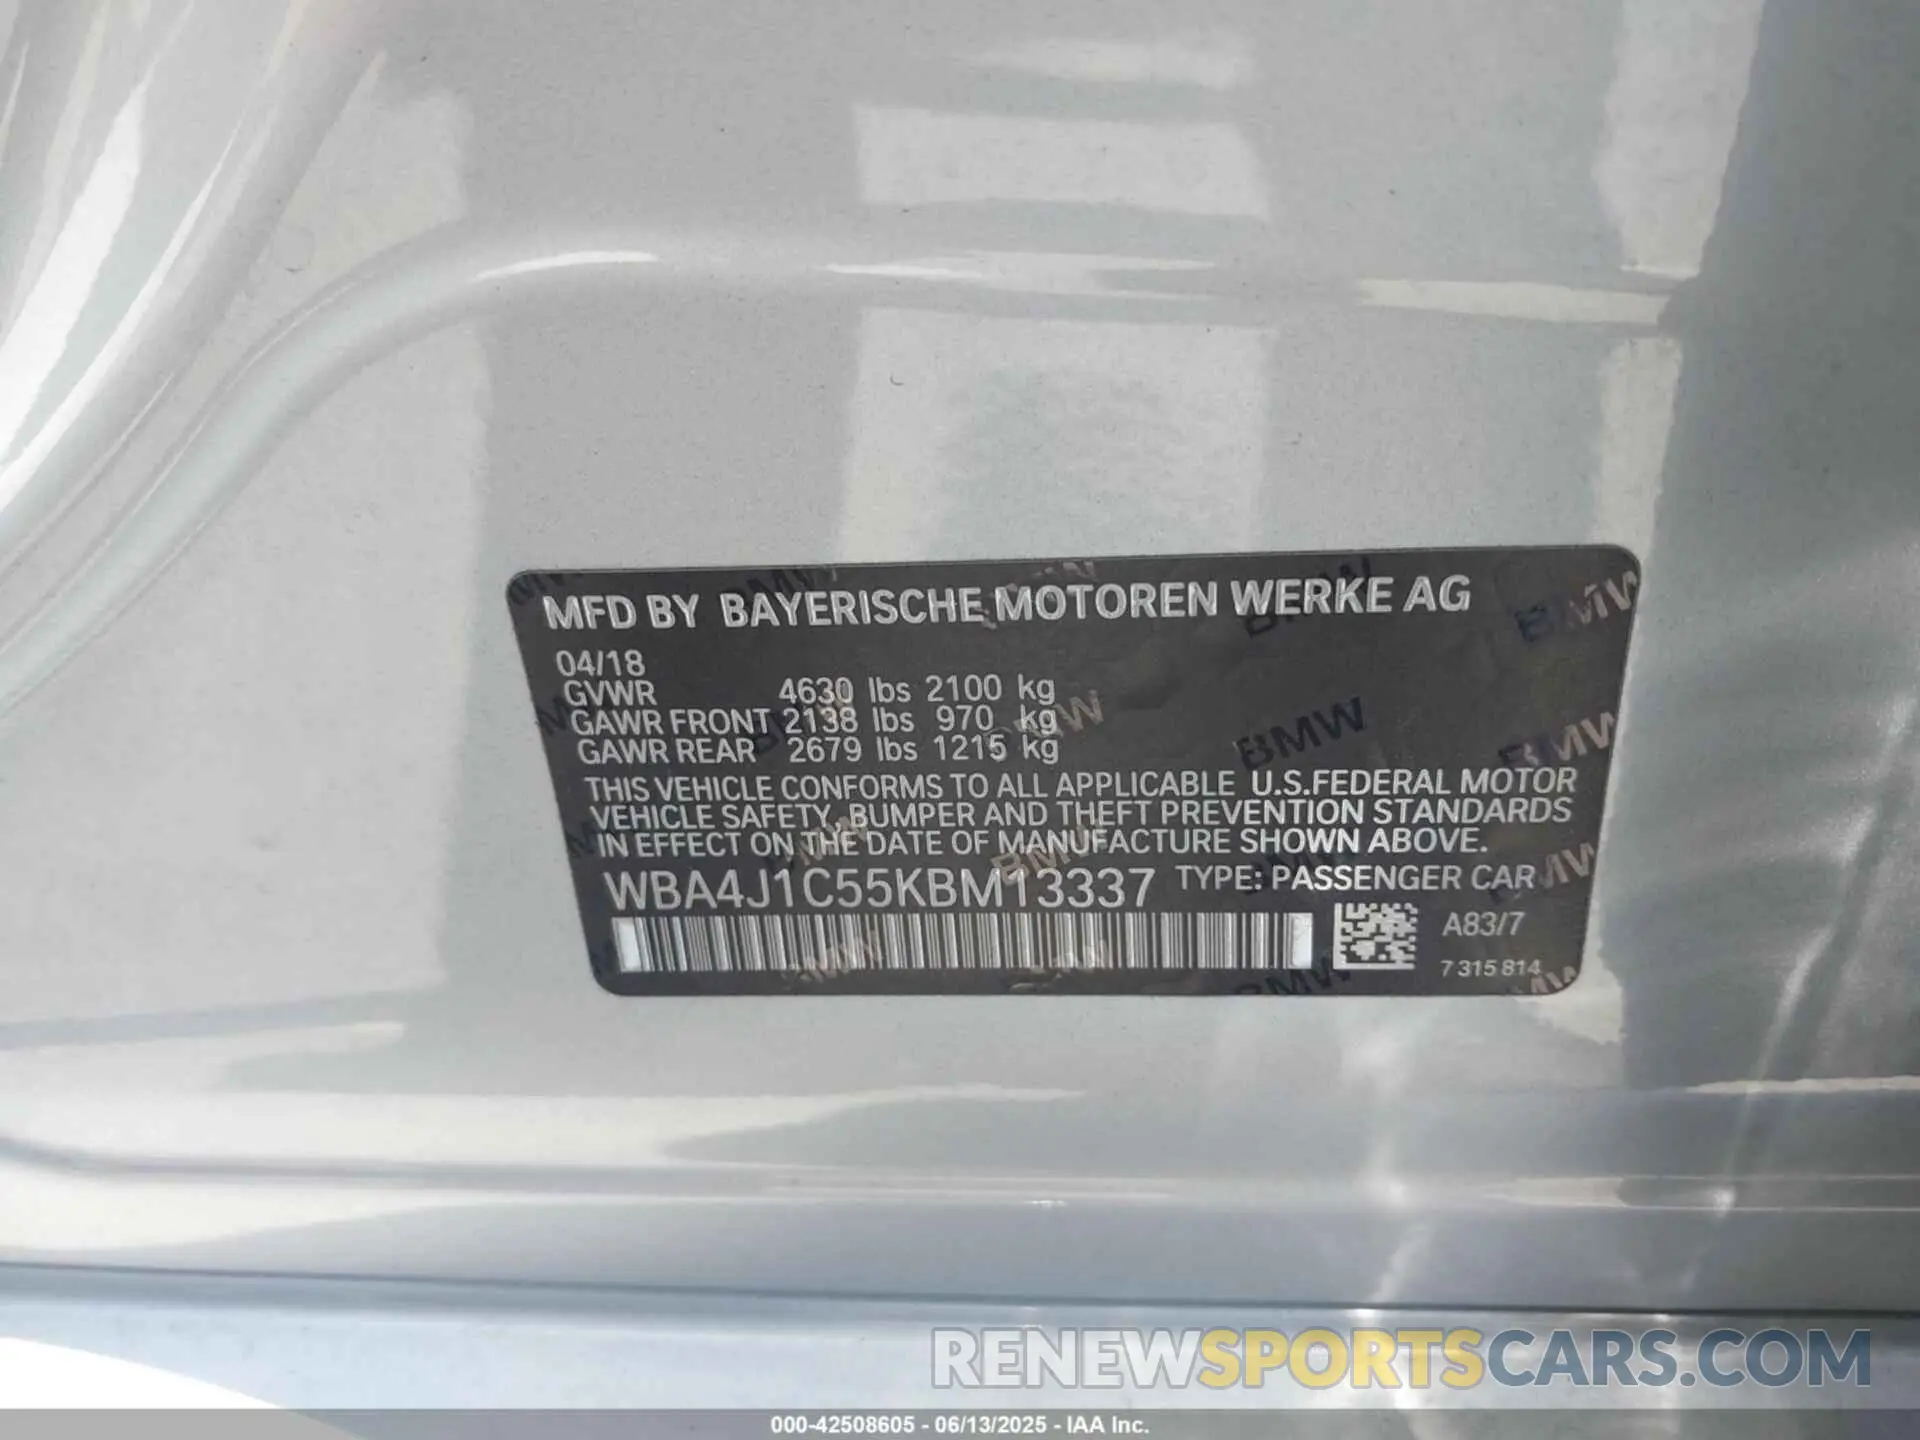 MFD BY BAYERISCHE MOTOREN WERKE AG
04/18
GVWR 4630 lbs 2100 kg
GAWR FRONT 2138 lbs 970 kg
GAWR REAR 2679 lbs 1215 kg
THIS VEHICLE CONFORMS TO ALL APPLICABLE U.S.FEDERAL MOTOR
VEHICLE SAFETY, BUMPER AND THEFT PREVENTION STANDARDS
IN EFFECT ON THE DATE OF MANUFACTURE SHOWN ABOVE.
WBA4J1C55KBM13337 TYPE: PASSENGER CAR
A83/7
7 315 814
RENEWSPORTSCARS.COM
000-42508605 - 06/13/2025 - IAA Inc.